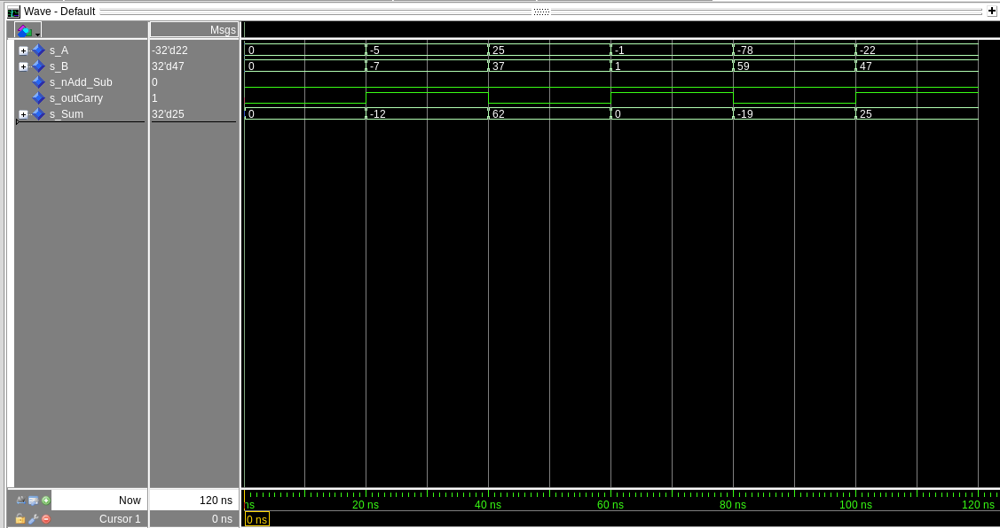 Wave - Default
Msgs
s_A -32'd22 0 -5 25 -1 -78 -22
s_B 32'd47 0 -7 37 1 59 47
s_nAdd_Sub 0
s_outCarry 1
s_Sum 32'd25 0 -12 62 0 -19 25
Now 120 ns ns 20 ns 40 ns 60 ns 80 ns 100 ns 120 ns
Cursor 1 0 ns 0 ns